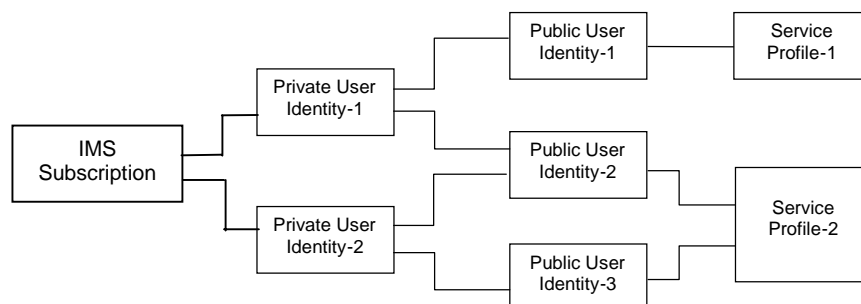 IMS
Subscription
Private User
Identity-1
Private User
Identity-2
Public User
Identity-1
Public User
Identity-2
Public User
Identity-3
Service
Profile-1
Service
Profile-2